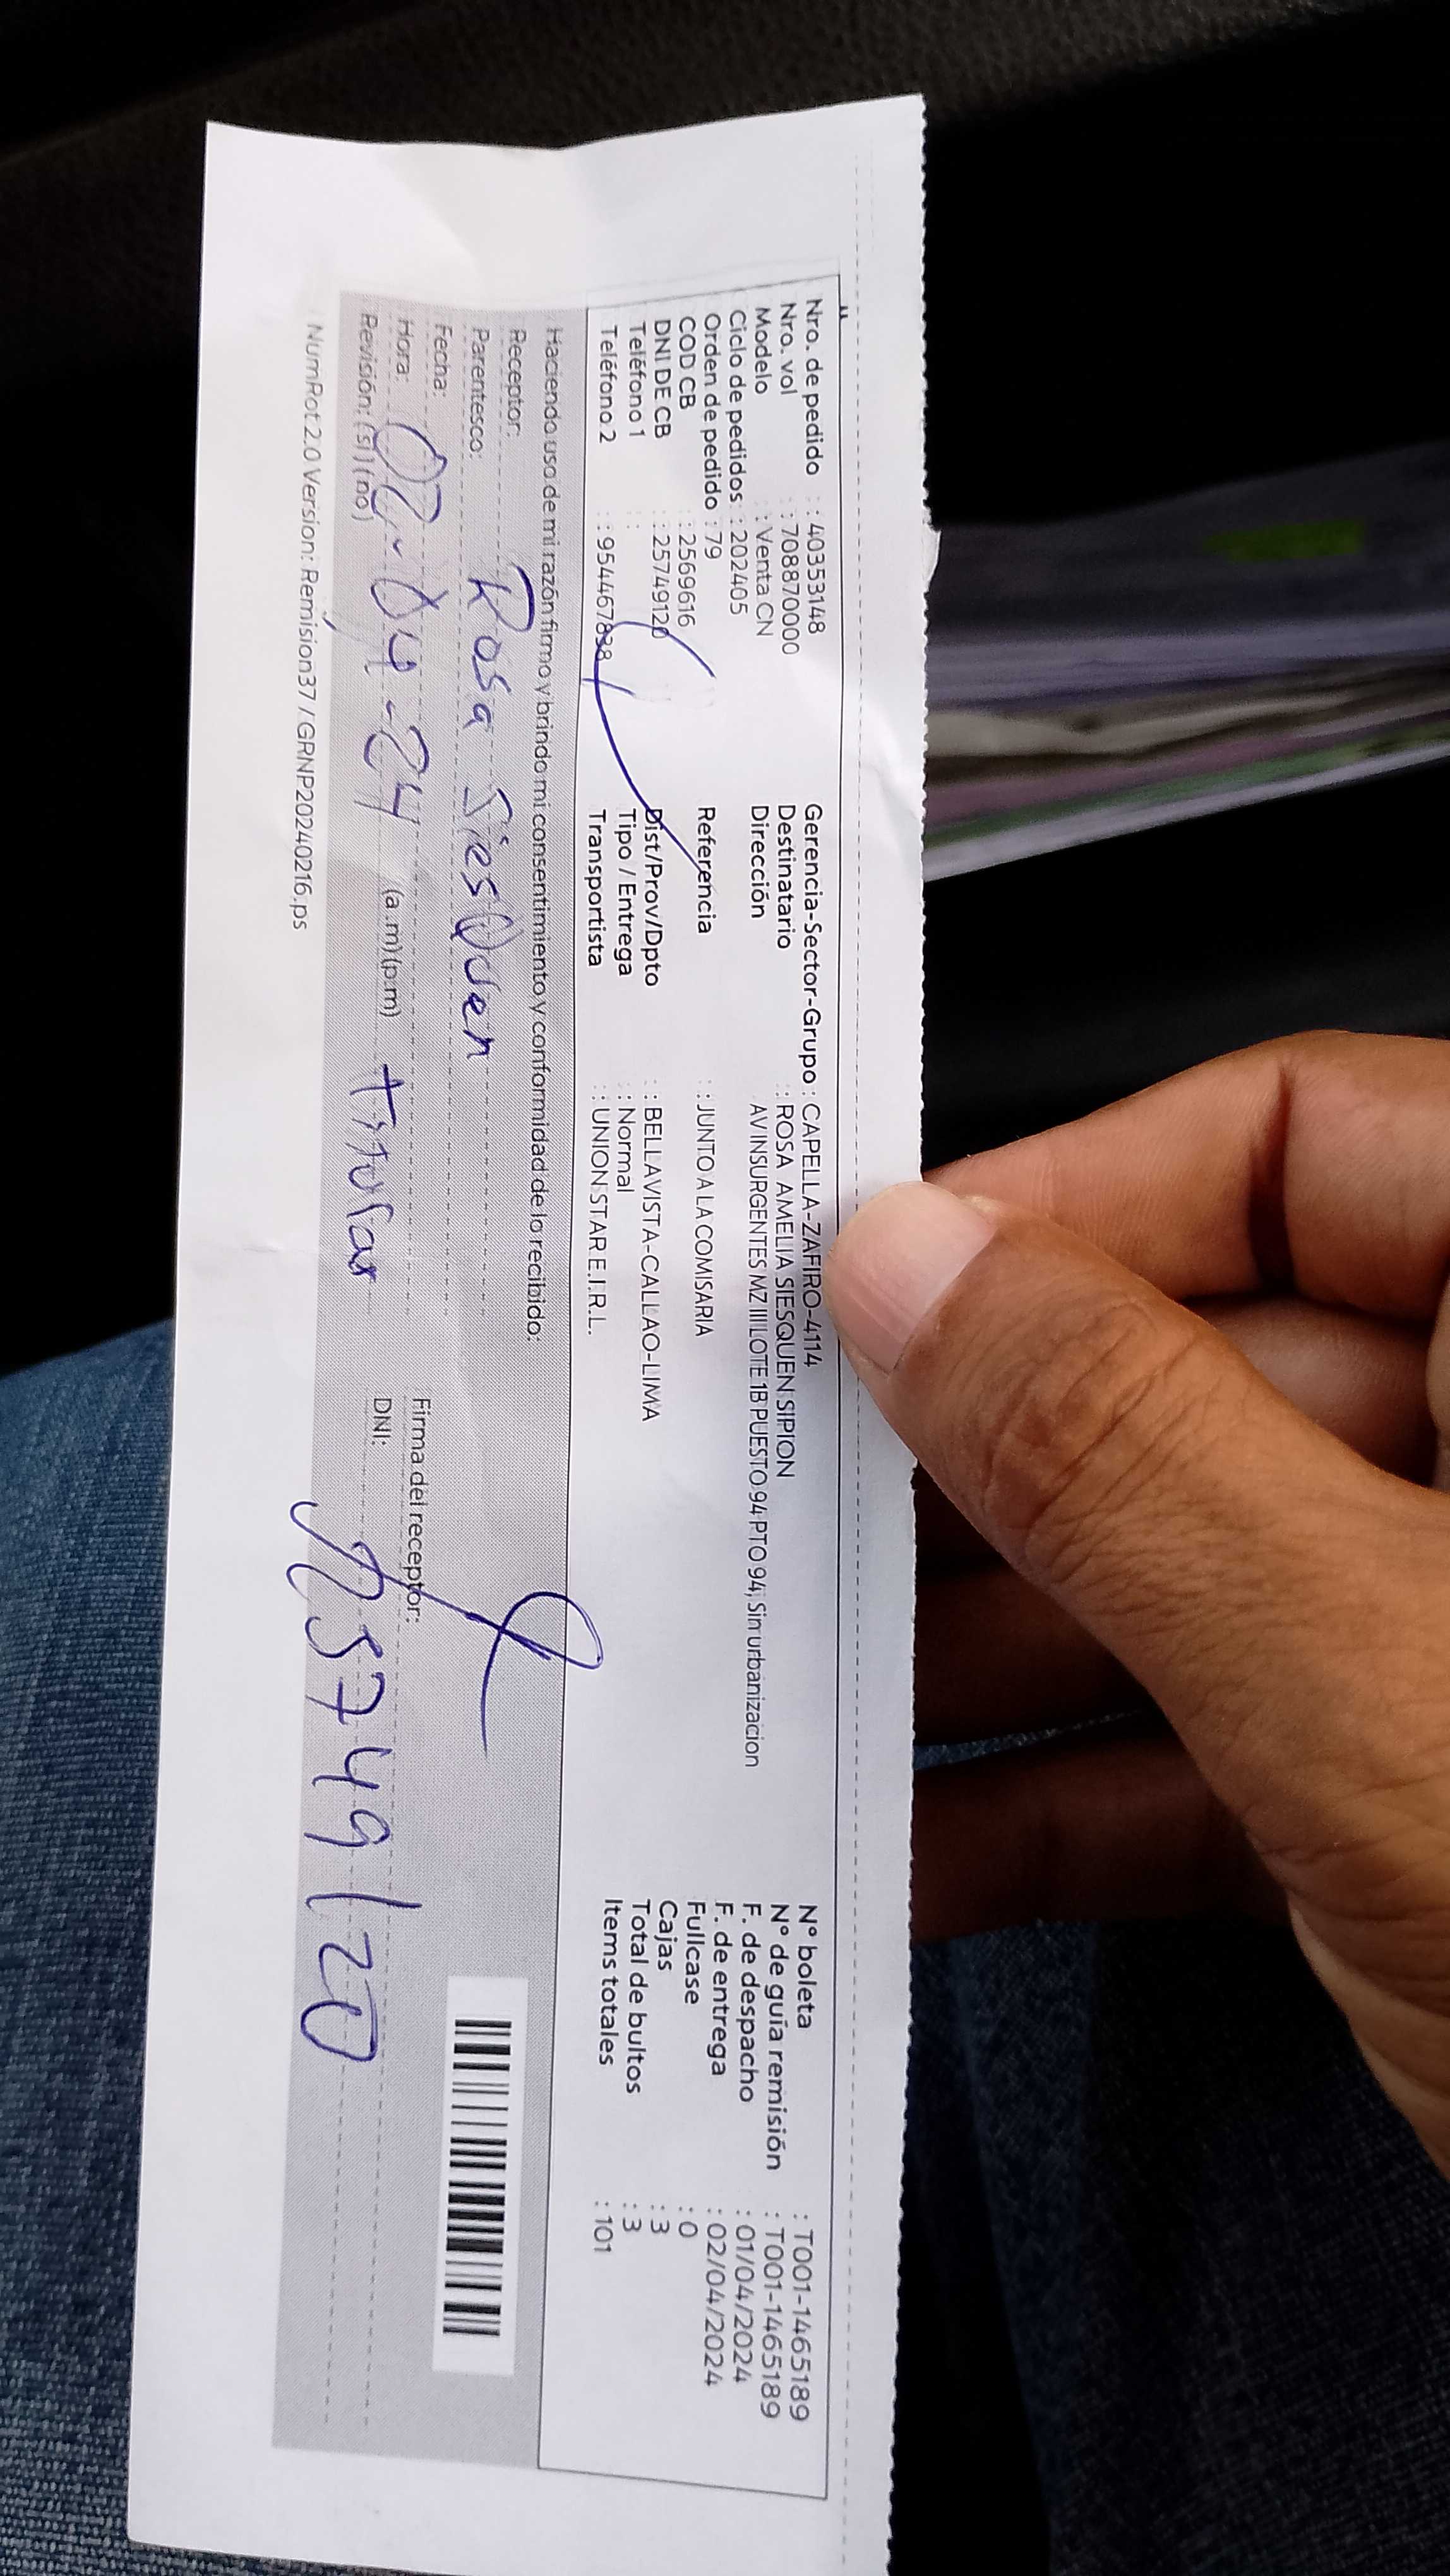 Nro. de pedido : : 40353148
Nro. vol : : 708870000
Modelo : : Venta CN
Ciclo de pedidos: : 202405
Orden de pedido : 79
COD CB : : 2569616
DNI DE CB : : 25749120
Teléfono 1 : :
Teléfono 2 : : 954467838
Gerencia-Sector-Grupo : CAPELLA-ZAFIRO-4114
Destinatario : ROSA AMELIA SIESQUEN SIPION
Dirección AV INSURGENTES MZ III LOTE 1B PUESTO 94 PTO 94, Sin urbanizacion
Referencia : : JUNTO A LA COMISARIA
Dist/Prov/Dpto : : BELLAVISTA-CALLAO-LIMA
Tipo / Entrega : : Normal
Transportista : : UNION STAR E.I.R.L.
N° boleta : T001-1465189
N° de guía remisión : T001-1465189
F. de despacho : 01/04/2024
F. de entrega : 02/04/2024
Fullcase : 0
Cajas : 3
Total de bultos : 3
Items totales : 101
Haciendo uso de mi razón firmo y brindo mi consentimiento y conformidad de lo recibido:
Receptor: Rosa Siesquen
Parentesco:
Fecha: 02-04-24
Hora: (a.m)(p.m) titular
Revisión: (si) (no)
Firma del receptor:
DNI: 25749120
NumRot 2.0 Version: Remision37 / GRNP20240216.ps